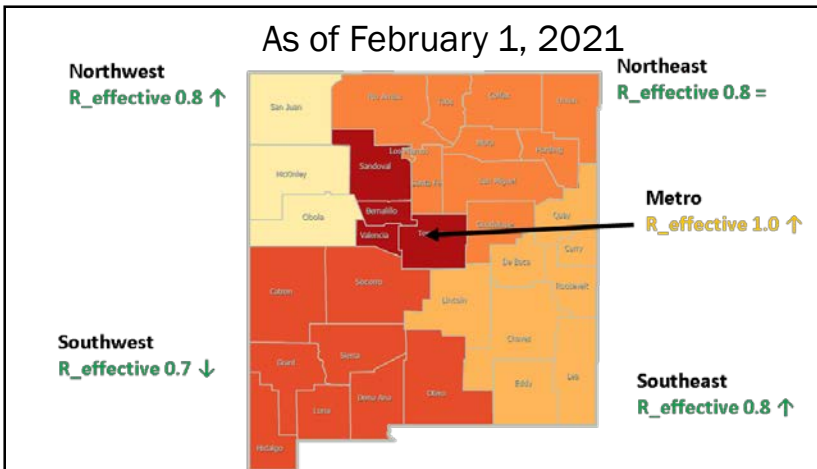 As of February 1, 2021
Northwest
R_effective 0.8 ↑
Northeast
R_effective 0.8 =
Metro
R_effective 1.0 ↑
Southwest
R_effective 0.7 ↓
Southeast
R_effective 0.8 ↑
San Juan
Rio Arriba
Taos
Colfax
Union
Los Alamos
Mora
Harding
Sandoval
Santa Fe
San Miguel
McKinley
Bernalillo
Cibola
Valencia
Guadalupe
Quay
Curry
De Baca
Roosevelt
Catron
Socorro
Lincoln
Chaves
Sierra
Grant
Luna
Dona Ana
Otero
Eddy
Lea
Hidalgo